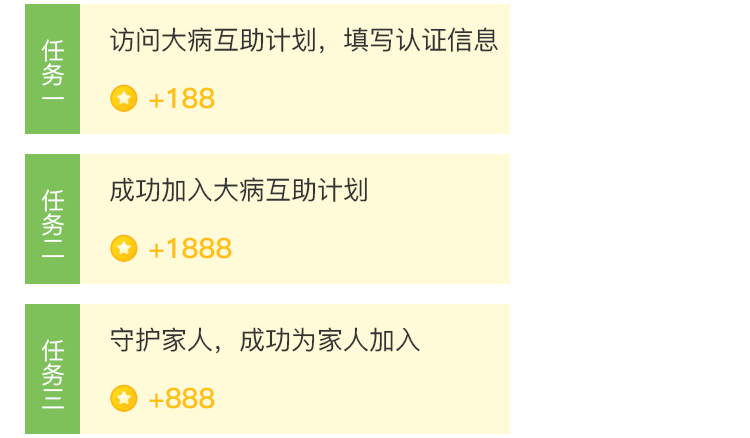 任务一
访问大病互助计划，填写认证信息
+188
任务二
成功加入大病互助计划
+1888
任务三
守护家人，成功为家人加入
+888